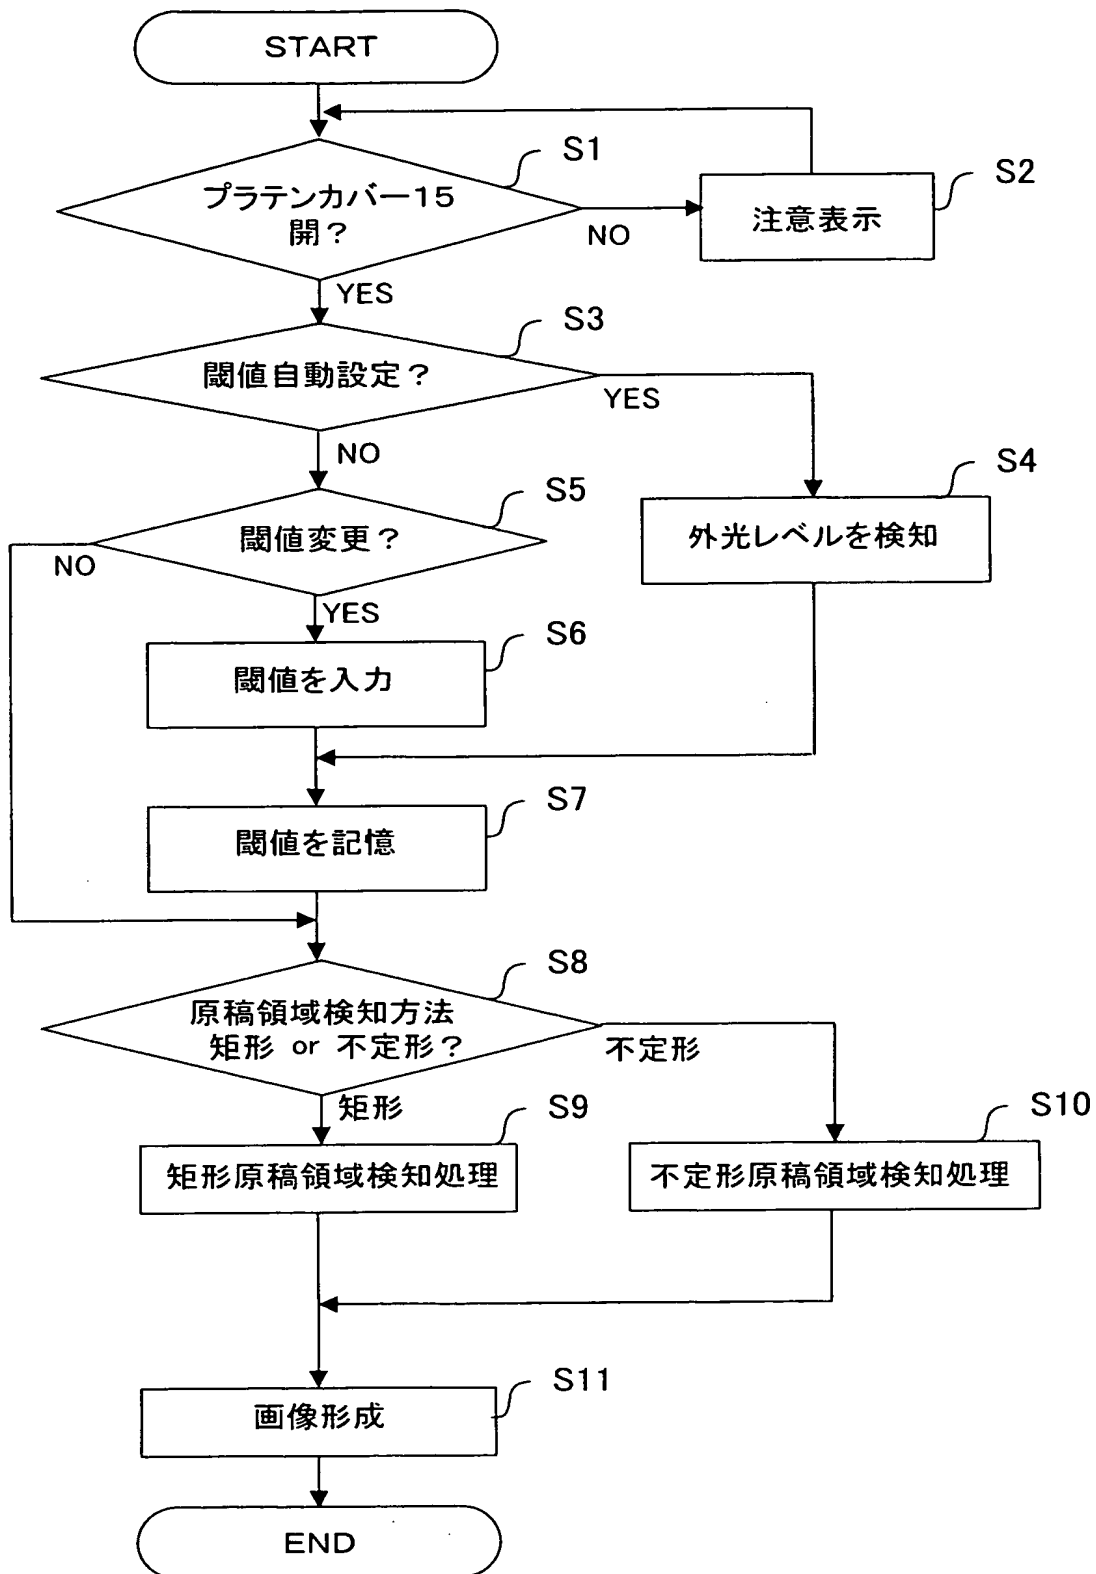 START
S1
プラテンカバー15
開？
S2
注意表示
NO
YES
S3
閾値自動設定？
YES
NO
S4
外光レベルを検知
S5
閾値変更？
NO
YES
S6
閾値を入力
S7
閾値を記憶
S8
原稿領域検知方法
矩形 or 不定形？
不定形
矩形
S9
矩形原稿領域検知処理
S10
不定形原稿領域検知処理
S11
画像形成
END